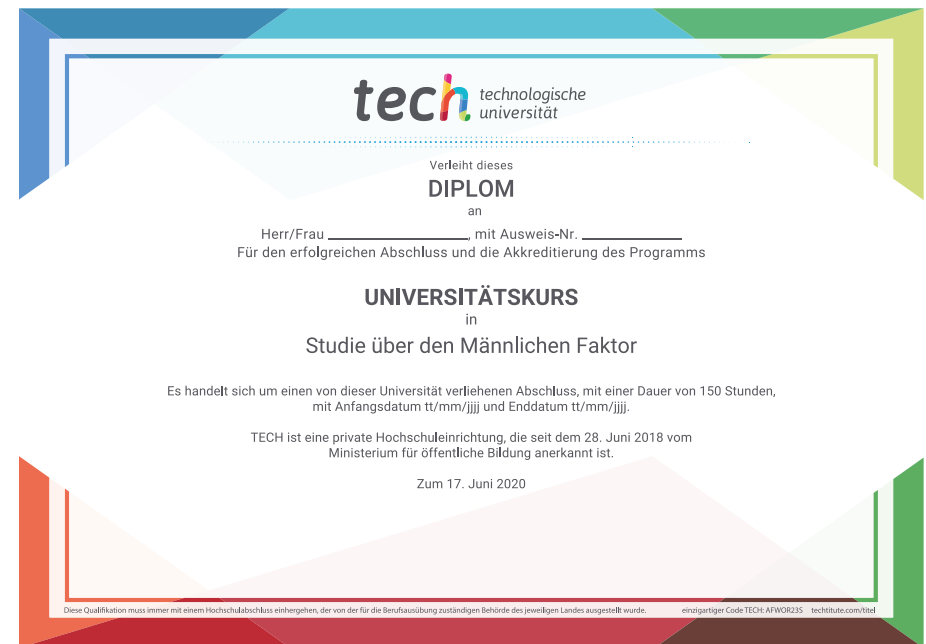 tech technologische
universität
Verleiht dieses
DIPLOM
an
Herr/Frau ____________, mit Ausweis-Nr. ____________
Für den erfolgreichen Abschluss und die Akkreditierung des Programms
UNIVERSITÄTSKURS
in
Studie über den Männlichen Faktor
Es handelt sich um einen von dieser Universität verliehenen Abschluss, mit einer Dauer von 150 Stunden,
mit Anfangsdatum tt/mm/jjjj und Enddatum tt/mm/jjjj.
TECH ist eine private Hochschuleinrichtung, die seit dem 28. Juni 2018 vom
Ministerium für öffentliche Bildung anerkannt ist.
Zum 17. Juni 2020
Diese Qualifikation muss immer mit einem Hochschulabschluss einhergehen, der von der für die Berufsausübung zuständigen Behörde des jeweiligen Landes ausgestellt wurde. einzigartiger Code TECH: AFWOR23S techtitute.com/titel